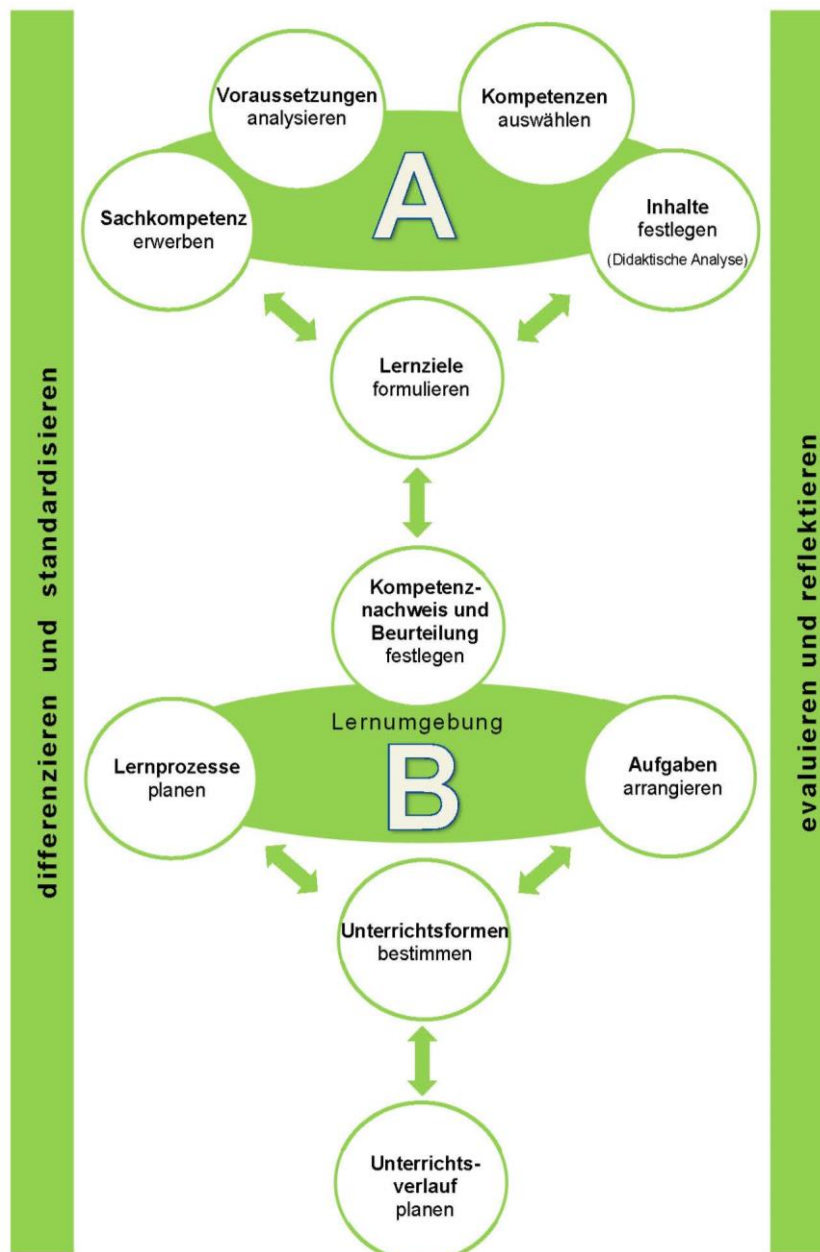 Voraussetzungen
analysieren
Kompetenzen
auswählen
A
Sachkompetenz
erwerben
Inhalte
festlegen
(Didaktische Analyse)
Lernziele
formulieren
differenzieren und standardisieren
evaluieren und reflektieren
Kompetenz-
nachweis und
Beurteilung
festlegen
Lernumgebung
B
Lernprozesse
planen
Aufgaben
arrangieren
Unterrichtsformen
bestimmen
Unterrichts-
verlauf
planen